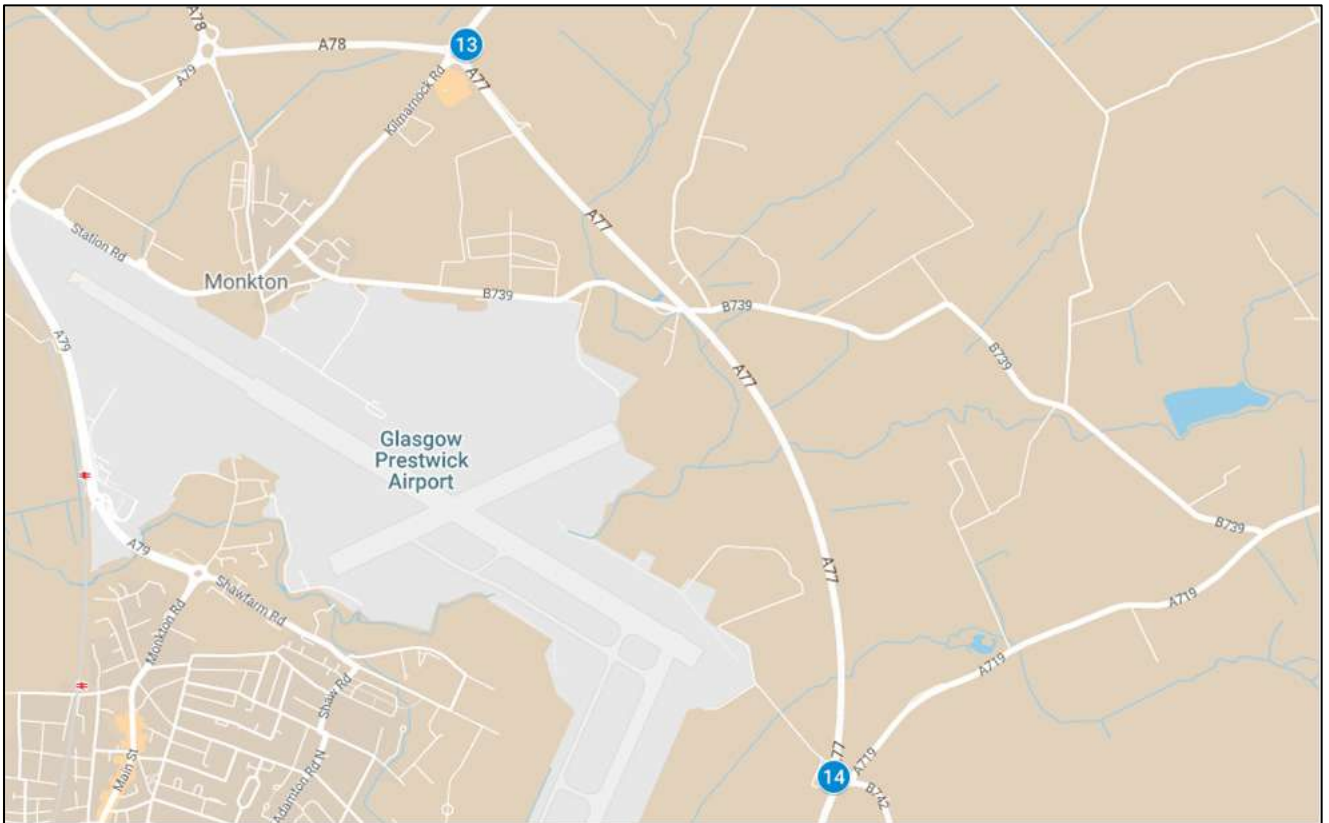 A78
A78
13
A79
A77
Kilmarnock Rd
A77
Station Rd
Monkton
B739
B739
A79
B739
A77
Glasgow
Prestwick
Airport
B739
A79
A77
Shawfarm Rd
A719
Monkton Rd
A719
Shaw Rd
Main St
77
A719
14
Adamton Rd N
B742